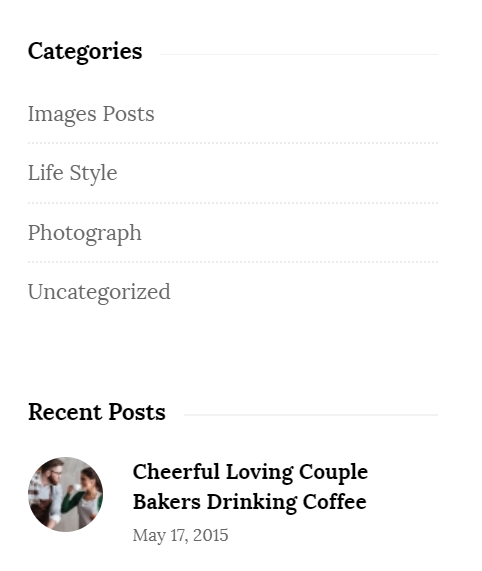 Categories
Images Posts
Life Style
Photograph
Uncategorized
Recent Posts
Cheerful Loving Couple
Bakers Drinking Coffee
May 17, 2015